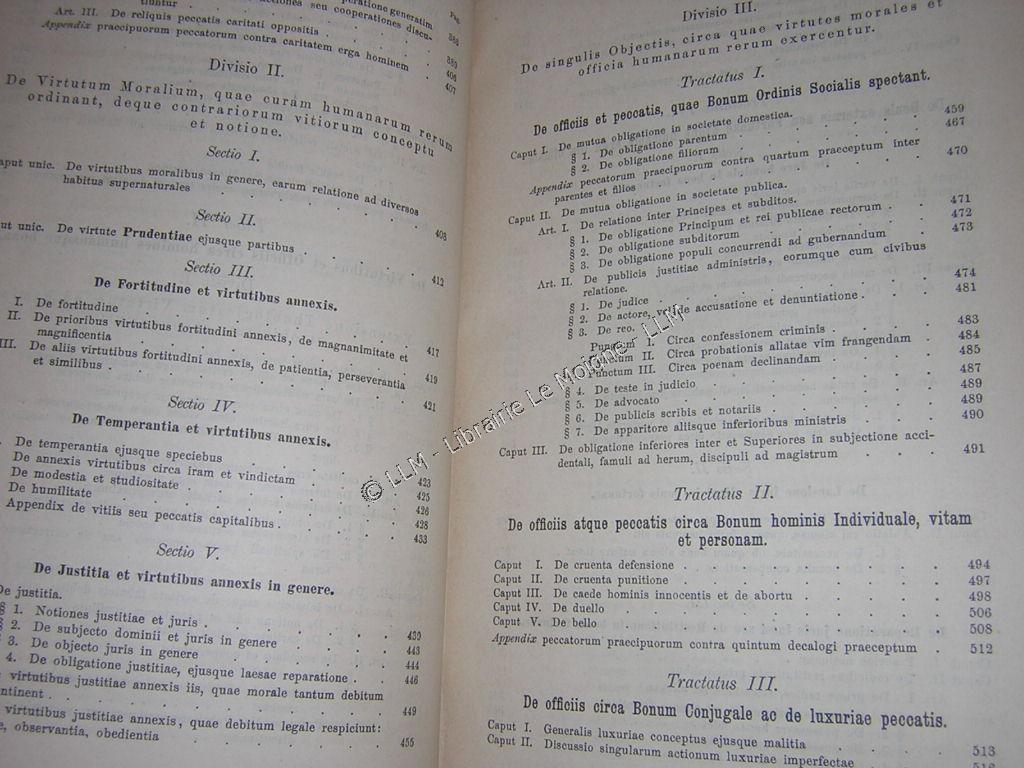 operatione generatim
seu cooperationes discu-
tiuntur
Pag.
Art. III. De reliquis peccatis caritati oppositis . 389
Appendix praecipuorum peccatorum contra caritatem erga hominem . 406
407
Divisio II.
De Virtutum Moralium, quae curam humanarum rerum
ordinant, deque contrariorum vitiorum conceptu
et notione.
Sectio I.
Caput unic. De virtutibus moralibus in genere, earum relatione ad diversos
habitus supernaturales . 408
Sectio II.
Caput unic. De virtute Prudentiae ejusque partibus . 412
Sectio III.
De Fortitudine et virtutibus annexis.
I. De fortitudine . 417
II. De prioribus virtutibus fortitudini annexis, de magnanimitate et
magnificentia . 419
III. De aliis virtutibus fortitudini annexis, de patientia, perseverantia
et similibus . 421
Sectio IV.
De Temperantia et virtutibus annexis.
De temperantia ejusque speciebus . 423
De annexis virtutibus circa iram et vindictam . 425
De modestia et studiositate . 426
De humilitate . 428
Appendix de vitiis seu peccatis capitalibus . 433
Sectio V.
De Justitia et virtutibus annexis in genere.
De justitia.
§ 1. Notiones justitiae et juris . 439
§ 2. De subjecto dominii et juris in genere . 443
§ 3. De objecto juris in genere . 444
4. De obligatione justitiae, ejusque laesae reparatione . 446
virtutibus justitiae annexis iis, quae morale tantum debitum
continent . 449
virtutibus justitiae annexis, quae debitum legale respiciunt:
observantia, obedientia . 455
Divisio III.
De singulis Objectis, circa quae virtutes morales et
officia humanarum rerum exercentur.
Tractatus I.
De officiis et peccatis, quae Bonum Ordinis Socialis spectant.
Caput I. De mutua obligatione in societate domestica.
§ 1. De obligatione parentum . 459
§ 2. De obligatione filiorum . 467
Appendix peccatorum praecipuorum contra quartum praeceptum inter
parentes et filios . 470
Caput II. De mutua obligatione in societate publica.
Art. I. De relatione inter Principes et subditos.
§ 1. De obligatione Principum et rei publicae rectorum . 471
§ 2. De obligatione subditorum . 472
§ 3. De obligatione populi concurrendi ad gubernandum . 473
Art. II. De publicis justitiae administris, eorumque cum civibus
relatione.
§ 1. De judice . 474
§ 2. De actore, accusatione et denuntiatione . 481
§ 3. De reo.
Punctum I. Circa confessionem criminis . 483
Punctum II. Circa probationis allatae vim frangendam . 484
Punctum III. Circa poenam declinandam . 485
§ 4. De teste in judicio . 487
§ 5. De advocato . 489
§ 6. De publicis scribis et notariis . 489
§ 7. De apparitore aliisque inferioribus ministris . 490
Caput III. De obligatione inferiores inter et Superiores in subjectione acci-
dentali, famuli ad herum, discipuli ad magistrum . 491
Tractatus II.
De officiis atque peccatis circa Bonum hominis Individuale, vitam
et personam.
Caput I. De cruenta defensione . 494
Caput II. De cruenta punitione . 497
Caput III. De caede hominis innocentis et de abortu . 498
Caput IV. De duello . 506
Caput V. De bello . 508
Appendix peccatorum praecipuorum contra quintum decalogi praeceptum . 512
Tractatus III.
De officiis circa Bonum Conjugale ac de luxuriae peccatis.
Caput I. Generalis luxuriae conceptus ejusque malitia . 513
Caput II. Discussio singularum actionum luxuriae imperfectae
© LLM - Librairie Le Moigne - LLM